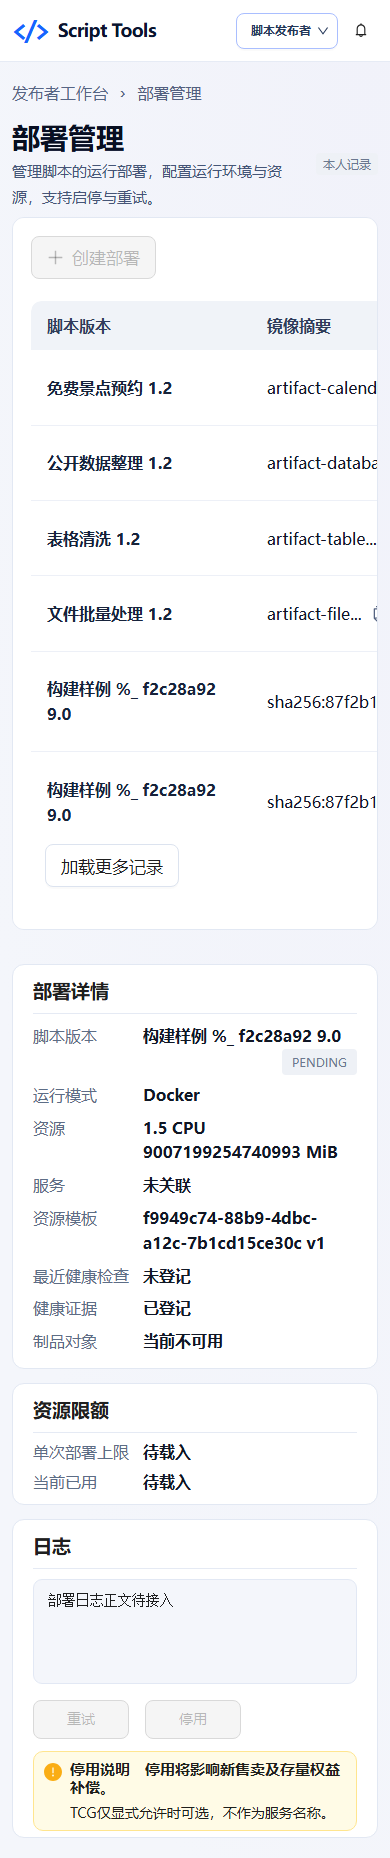 Script Tools
脚本发布者
发布者工作台 › 部署管理
部署管理
管理脚本的运行部署，配置运行环境与资
源，支持启停与重试。
本人记录
+ 创建部署
脚本版本 镜像摘要
免费景点预约 1.2 artifact-calend
公开数据整理 1.2 artifact-databa
表格清洗 1.2 artifact-table...
文件批量处理 1.2 artifact-file...
构建样例 %_ f2c28a92
9.0
sha256:87f2b1
构建样例 %_ f2c28a92
9.0
sha256:87f2b1
加载更多记录
部署详情
脚本版本 构建样例 %_ f2c28a92 9.0
PENDING
运行模式 Docker
资源 1.5 CPU
9007199254740993 MiB
服务 未关联
资源模板 f9949c74-88b9-4dbc-
a12c-7b1cd15ce30c v1
最近健康检查 未登记
健康证据 已登记
制品对象 当前不可用
资源限额
单次部署上限 待载入
当前已用 待载入
日志
部署日志正文待接入
重试 停用
停用说明 停用将影响新售卖及存量权益
补偿。
TCG仅显式允许时可选，不作为服务名称。